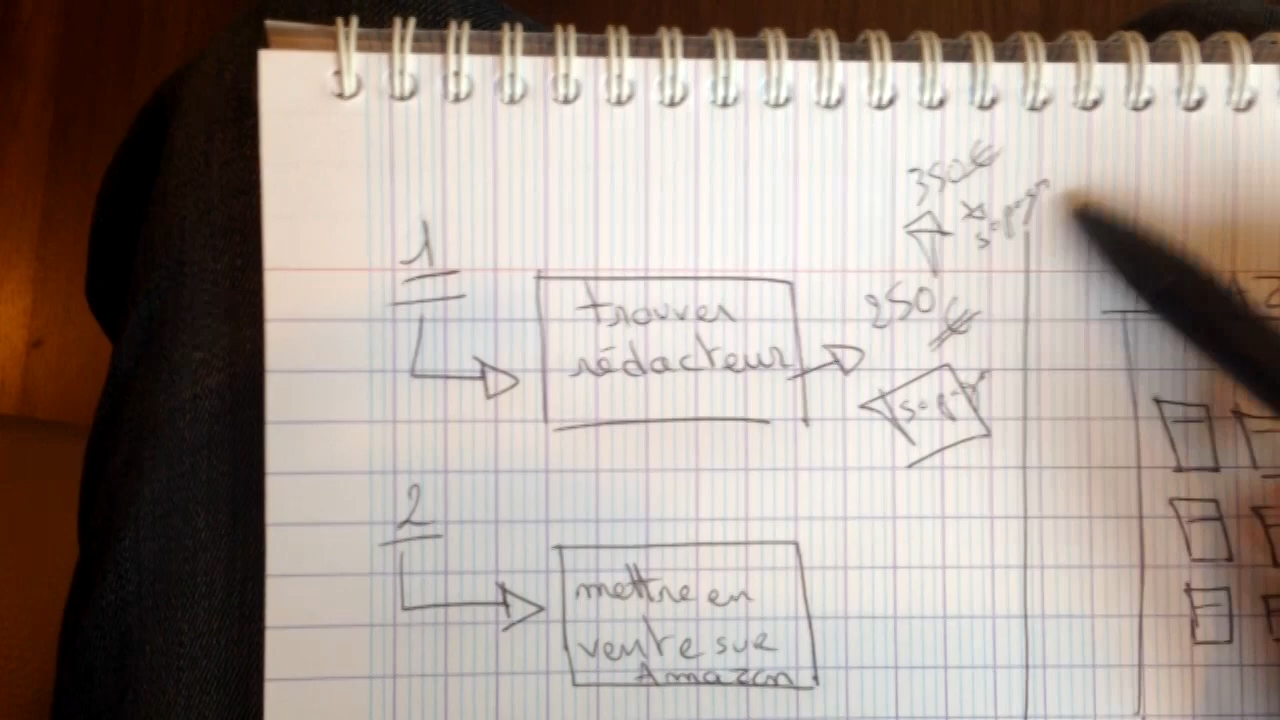 350€
1
trouver
rédacteur
250€
2
mettre en
vente sur
Amazon